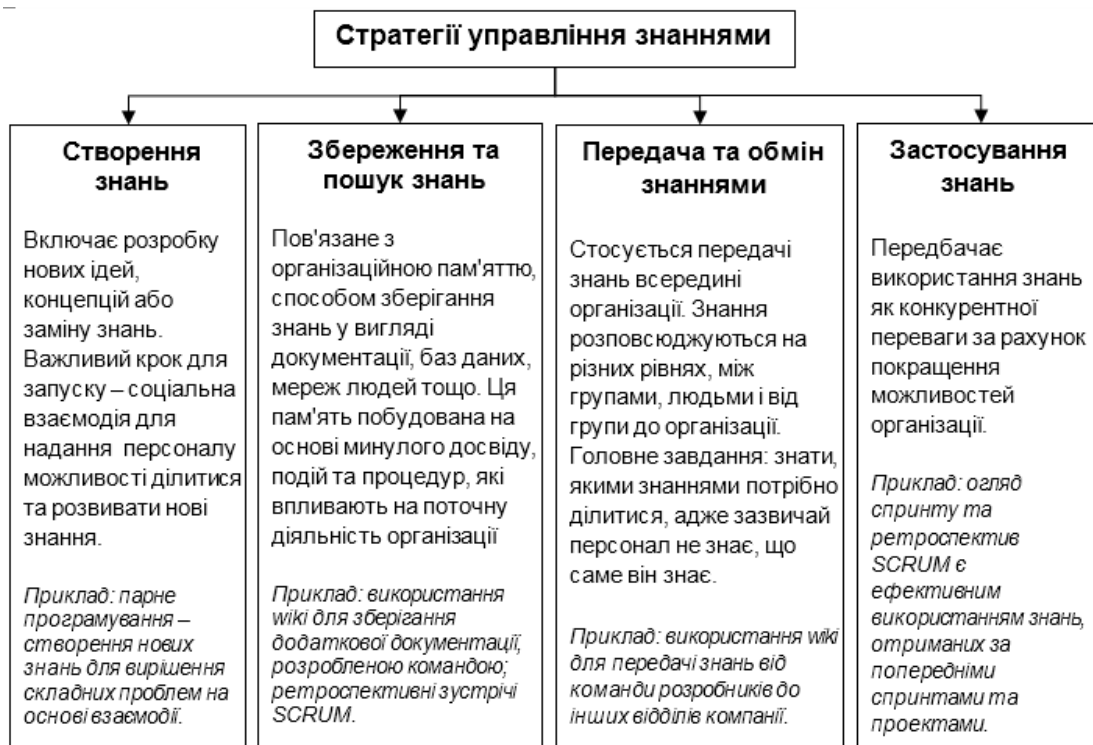 Стратегії управління знаннями
Створення
знань
Включає розробку
нових ідей,
концепцій або
заміну знань.
Важливий крок для
запуску – соціальна
взаємодія для
надання персоналу
можливості ділитися
та розвивати нові
знання.
Приклад: парне
програмування –
створення нових
знань для вирішення
складних проблем на
основі взаємодії.
Збереження та
пошук знань
Пов'язане з
організаційною пам'яттю,
способом зберігання
знань у вигляді
документації, баз даних,
мереж людей тощо. Ця
пам'ять побудована на
основі минулого досвіду,
подій та процедур, які
впливають на поточну
діяльність організації
Приклад: використання
wiki для зберігання
додаткової документації,
розробленою командою;
ретроспективні зустрічі
SCRUM.
Передача та обмін
знаннями
Стосується передачі
знань всередині
організації. Знання
розповсюджуються на
різних рівнях, між
групами, людьми і від
групи до організації.
Головне завдання: знати,
якими знаннями потрібно
ділитися, адже зазвичай
персонал не знає, що
саме він знає.
Приклад: використання wiki
для передачі знань від
команди розробників до
інших відділів компанії.
Застосування
знань
Передбачає
використання знань
як конкурентної
переваги за рахунок
покращення
можливостей
організації.
Приклад: огляд
спринту та
ретроспектив
SCRUM є
ефективним
використанням знань,
отриманих за
попередніми
спринтами та
проектами.